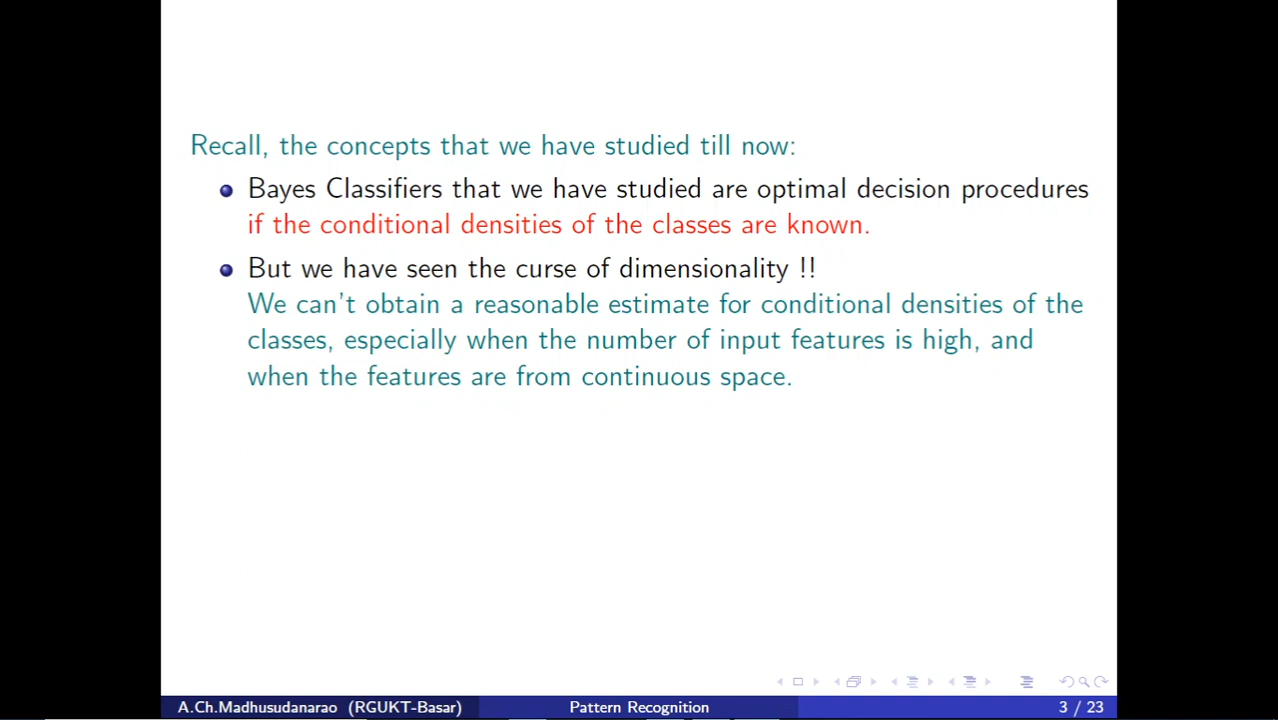 Recall, the concepts that we have studied till now:
Bayes Classifiers that we have studied are optimal decision procedures
if the conditional densities of the classes are known.
But we have seen the curse of dimensionality !!
We can't obtain a reasonable estimate for conditional densities of the
classes, especially when the number of input features is high, and
when the features are from continuous space.
A.Ch.Madhusudanarao (RGUKT-Basar) Pattern Recognition 3 / 23